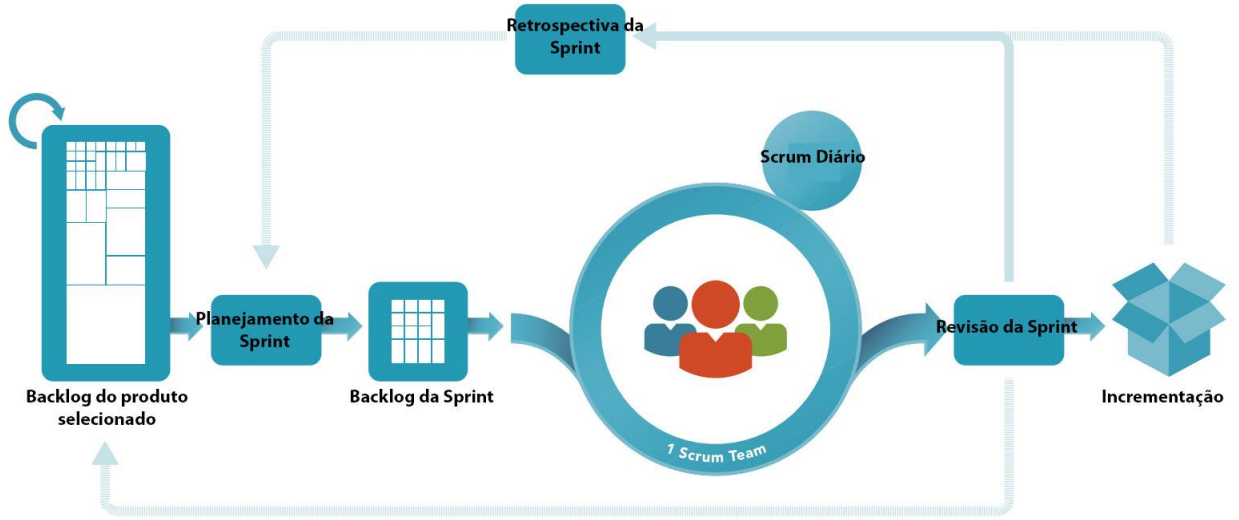 Retrospectiva da
Sprint
Scrum Diário
Planejamento da
Sprint
Revisão da Sprint
Backlog do produto
selecionado
Backlog da Sprint
Incrementação
1 Scrum Team